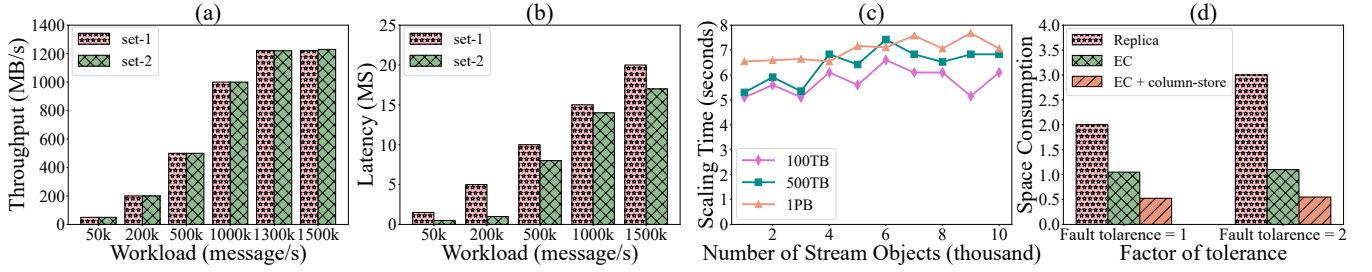 (a)
Throughput (MB/s)
1400
1200
1000
800
600
400
200
0
set-1
set-2
50k 200k 500k 1000k 1300k 1500k
Workload (message/s)
(b)
Latency (MS)
25
20
15
10
5
0
set-1
set-2
50k 200k 500k 1000k 1500k
Workload (message/s)
(c)
Scaling Time (seconds)
8
7
6
5
4
3
2
1
0
100TB
500TB
1PB
2 4 6 8 10
Number of Stream Objects (thousand)
(d)
Space Consumption
4.0
3.5
3.0
2.5
2.0
1.5
1.0
0.5
0.0
Replica
EC
EC + column-store
Fault tolarence = 1 Fault tolarence = 2
Factor of tolerance